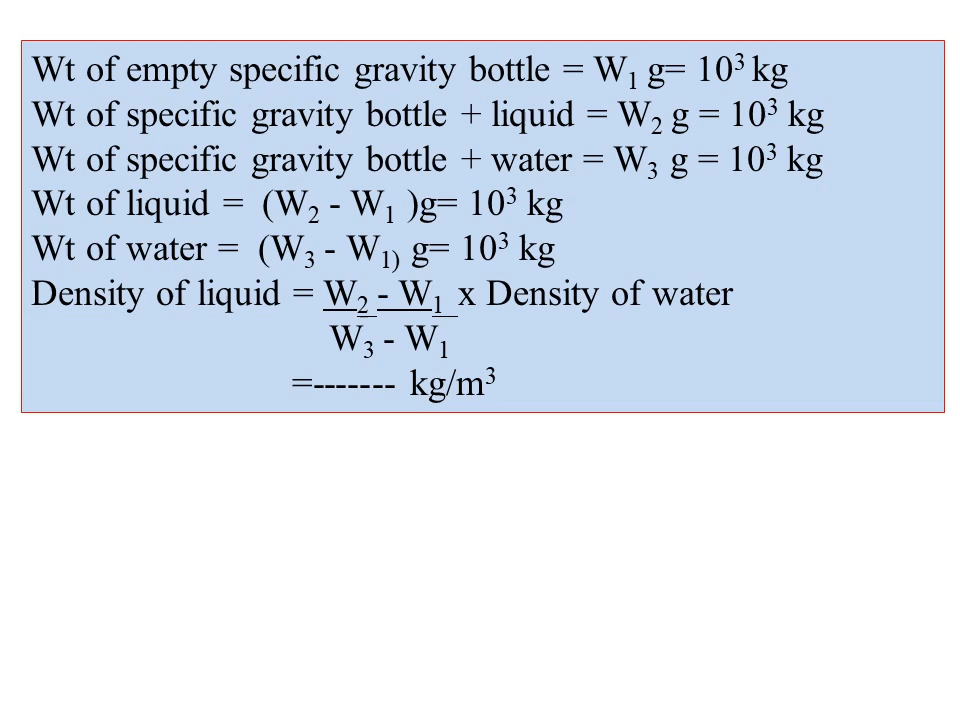 Wt of empty specific gravity bottle = W₁ g= 10³ kg
Wt of specific gravity bottle + liquid = W₂ g = 10³ kg
Wt of specific gravity bottle + water = W₃ g = 10³ kg
Wt of liquid = (W₂ - W₁ )g= 10³ kg
Wt of water = (W₃ - W₁₎ g= 10³ kg
Density of liquid = W₂ - W₁ x Density of water
W₃ - W₁
=------- kg/m³